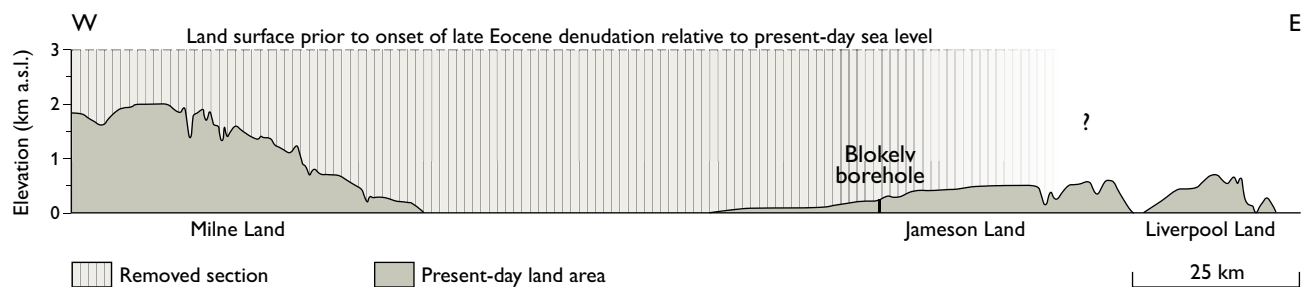 W
E
Land surface prior to onset of late Eocene denudation relative to present-day sea level
Elevation (km a.s.l.)
3
2
1
0
?
Blokelv
borehole
Milne Land
Jameson Land
Liverpool Land
Removed section
Present-day land area
25 km